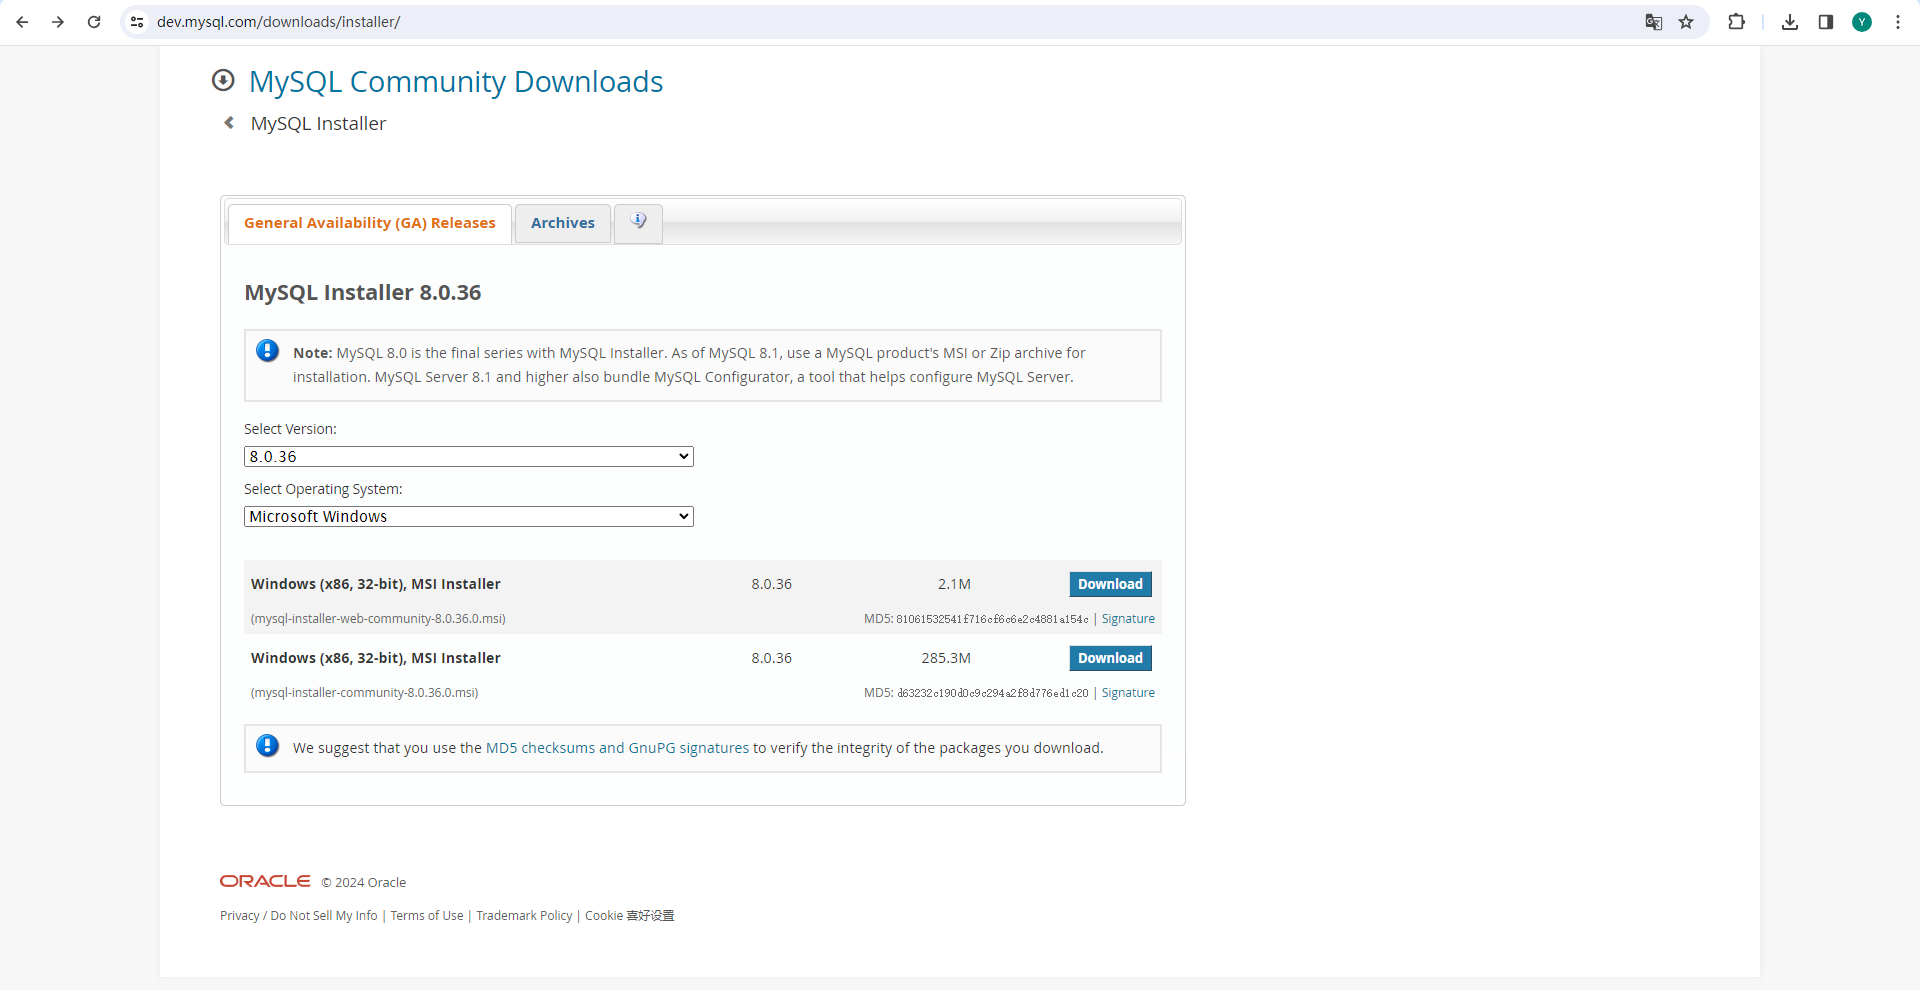 dev.mysql.com/downloads/installer/
Y
MySQL Community Downloads
MySQL Installer
General Availability (GA) Releases
Archives
MySQL Installer 8.0.36
Note: MySQL 8.0 is the final series with MySQL Installer. As of MySQL 8.1, use a MySQL product's MSI or Zip archive for
installation. MySQL Server 8.1 and higher also bundle MySQL Configurator, a tool that helps configure MySQL Server.
Select Version:
8.0.36
Select Operating System:
Microsoft Windows
Windows (x86, 32-bit), MSI Installer 8.0.36 2.1M Download
(mysql-installer-web-community-8.0.36.0.msi) MD5: 81061532541f716cf6c6e2c4881a154c | Signature
Windows (x86, 32-bit), MSI Installer 8.0.36 285.3M Download
(mysql-installer-community-8.0.36.0.msi) MD5: d63232c190d0c9c294a2f8d776ed1c20 | Signature
We suggest that you use the MD5 checksums and GnuPG signatures to verify the integrity of the packages you download.
ORACLE © 2024 Oracle
Privacy / Do Not Sell My Info | Terms of Use | Trademark Policy | Cookie 喜好设置